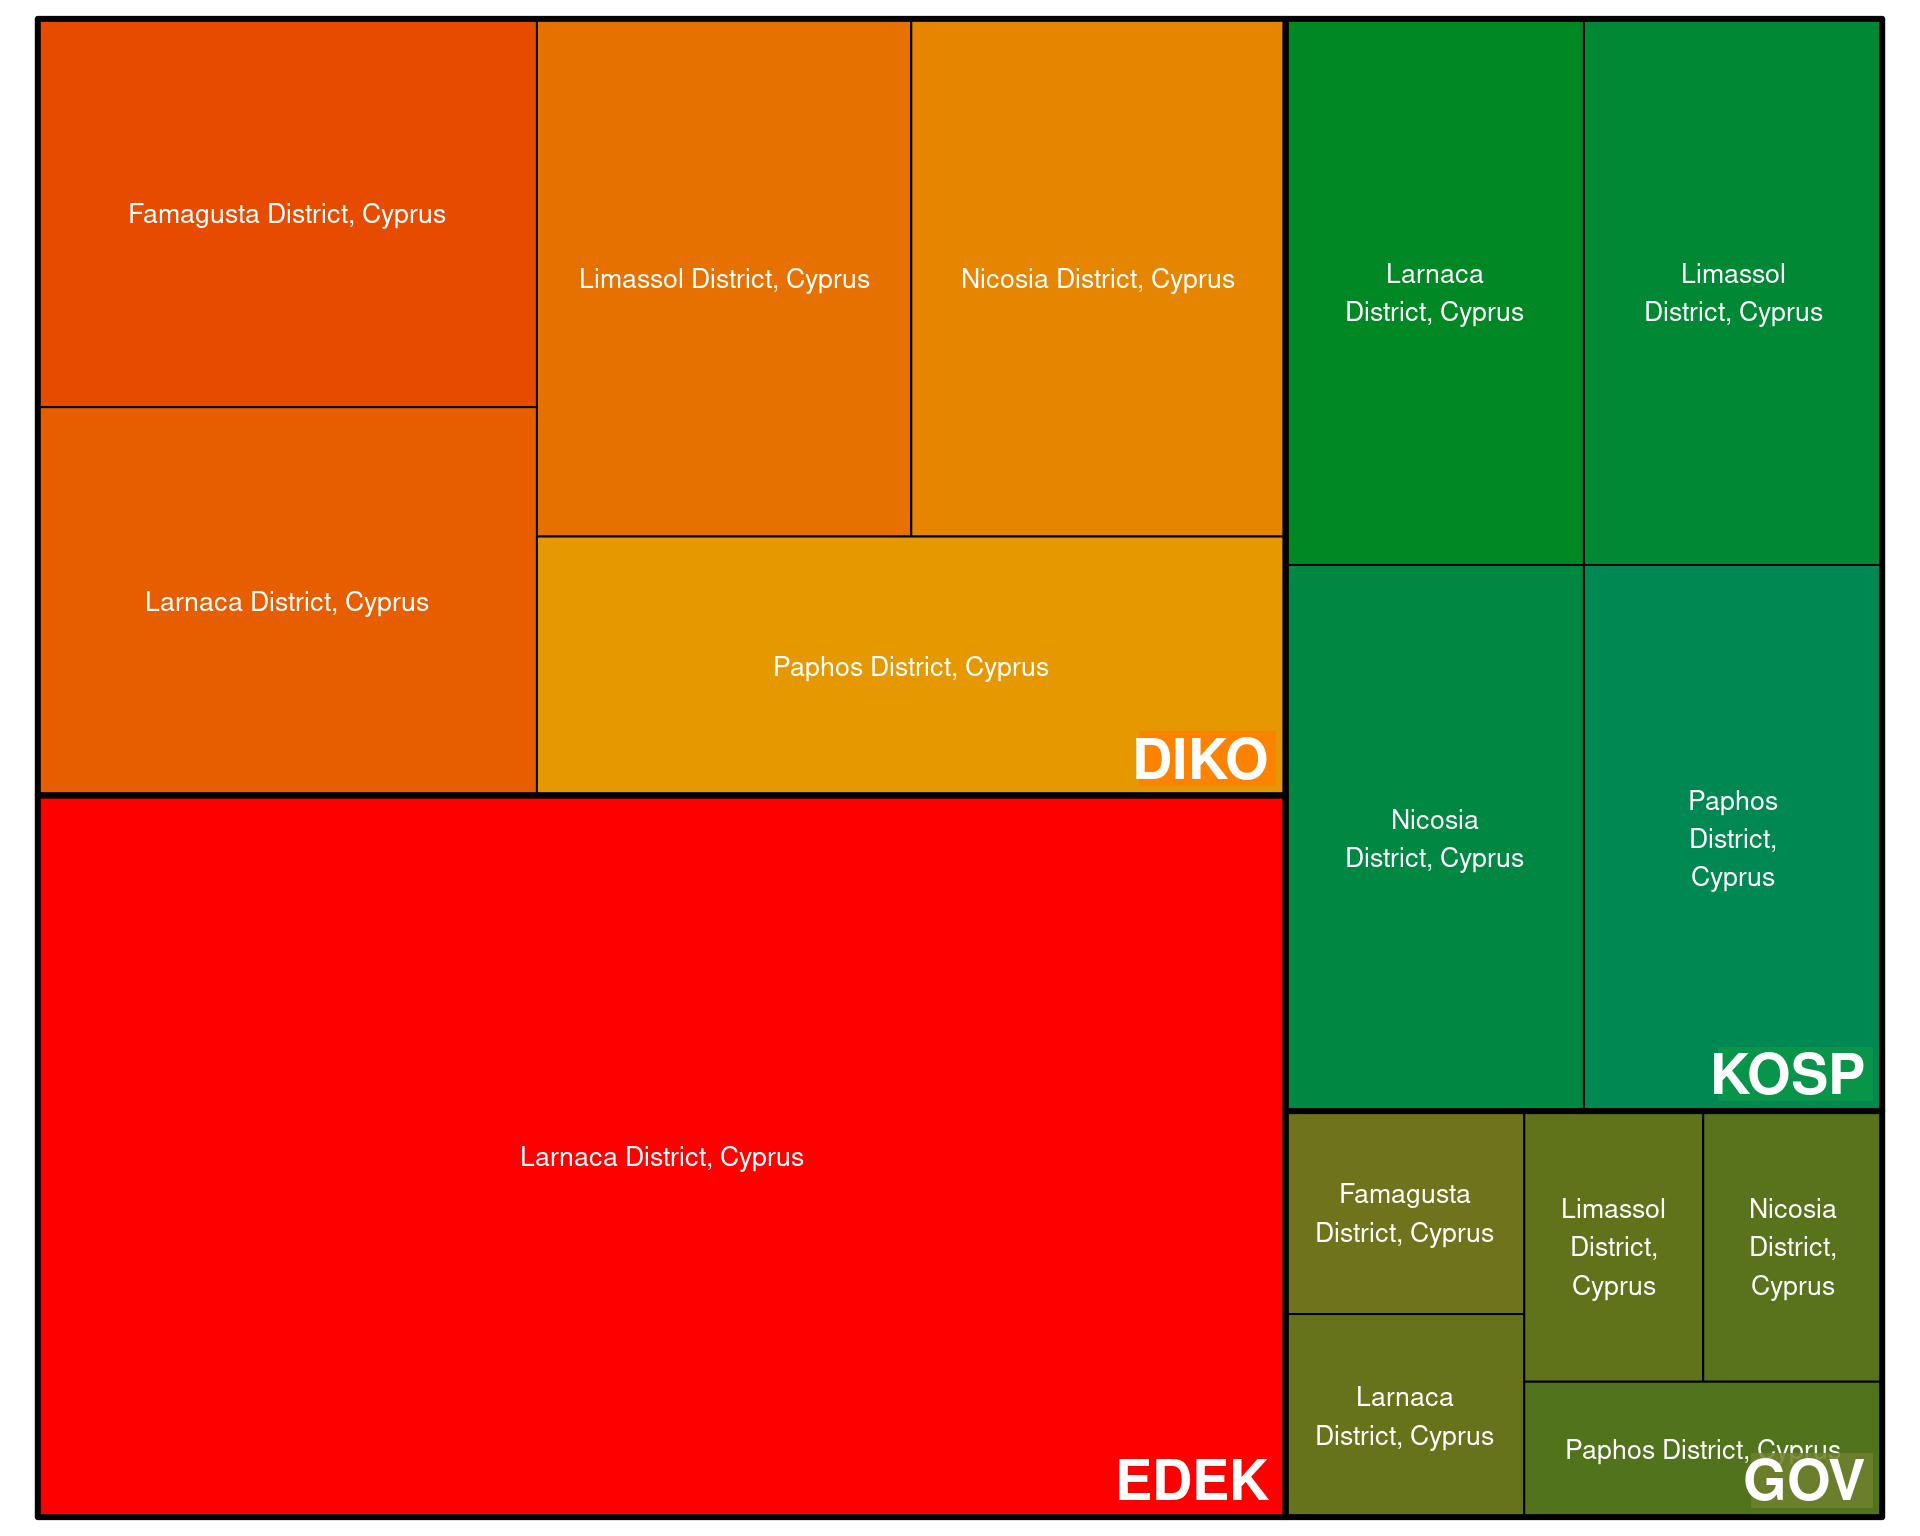 Famagusta District, Cyprus
Larnaca District, Cyprus
Limassol District, Cyprus
Nicosia District, Cyprus
Paphos District, Cyprus
DIKO
Larnaca District, Cyprus
EDEK
Larnaca
District, Cyprus
Limassol
District, Cyprus
Nicosia
District, Cyprus
Paphos
District,
Cyprus
KOSP
Famagusta
District, Cyprus
Larnaca
District, Cyprus
Limassol
District,
Cyprus
Nicosia
District,
Cyprus
Paphos District, Cyprus
GOV